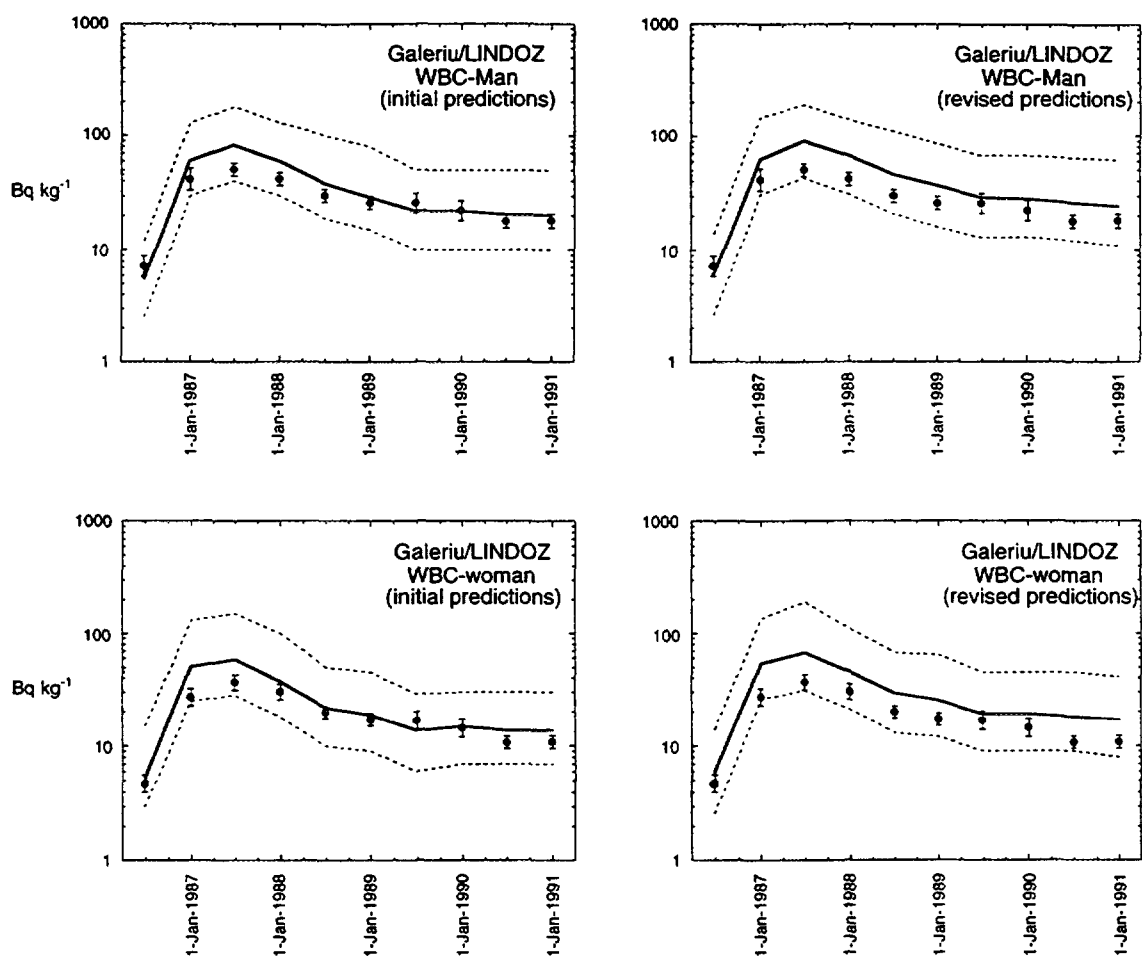 1000
100
10
1
Bq kg-1
Galeriu/LINDOZ
WBC-Man
(initial predictions)
1-Jan-1987
1-Jan-1988
1-Jan-1989
1-Jan-1990
1-Jan-1991
1000
100
10
1
Galeriu/LINDOZ
WBC-Man
(revised predictions)
1-Jan-1987
1-Jan-1988
1-Jan-1989
1-Jan-1990
1-Jan-1991
1000
100
10
1
Bq kg-1
Galeriu/LINDOZ
WBC-woman
(initial predictions)
1-Jan-1987
1-Jan-1988
1-Jan-1989
1-Jan-1990
1-Jan-1991
1000
100
10
1
Galeriu/LINDOZ
WBC-woman
(revised predictions)
1-Jan-1987
1-Jan-1988
1-Jan-1989
1-Jan-1990
1-Jan-1991